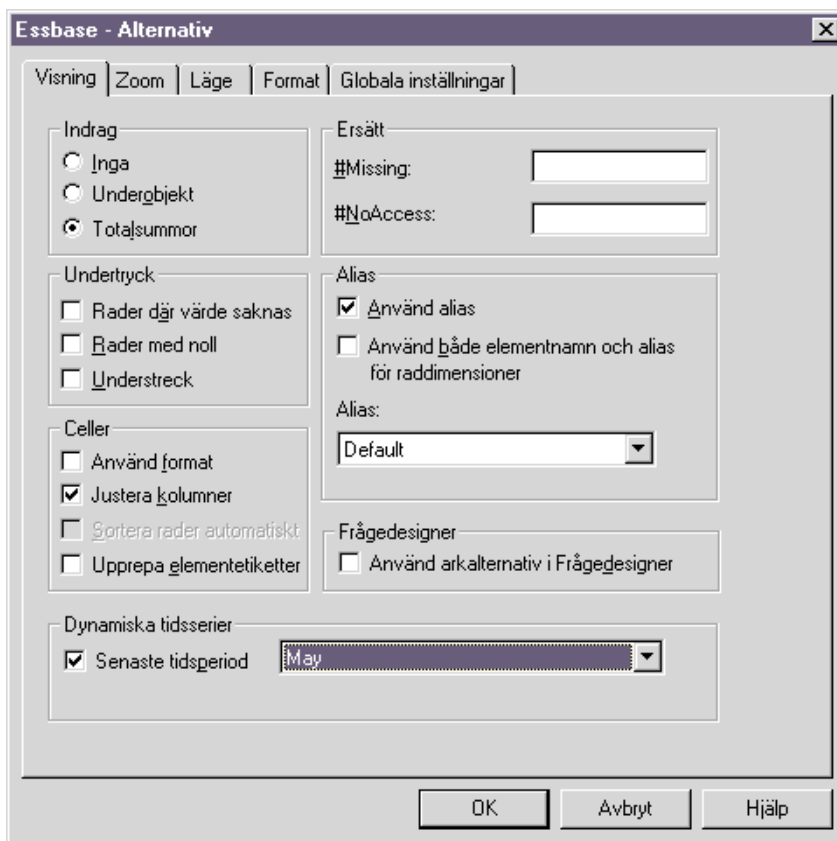 Essbase - Alternativ
Visning Zoom Läge Format Globala inställningar
Indrag
Inga
Underobjekt
Totalsummor
Ersätt
#Missing:
#NoAccess:
Undertryck
Rader där värde saknas
Rader med noll
Understreck
Alias
Använd alias
Använd både elementnamn och alias
för raddimensioner
Alias:
Default
Celler
Använd format
Justera kolumner
Sortera rader automatiskt
Upprepa elementetiketter
Frågedesigner
Använd arkalternativ i Frågedesigner
Dynamiska tidsserier
Senaste tidsperiod May
OK Avbryt Hjälp